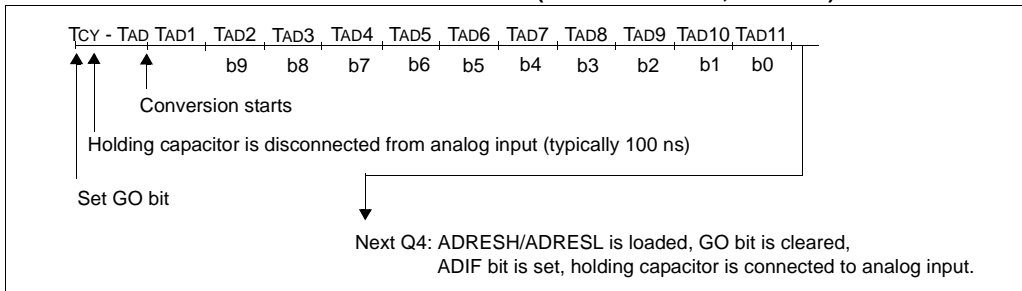 TCY - TAD TAD1 TAD2 TAD3 TAD4 TAD5 TAD6 TAD7 TAD8 TAD9 TAD10 TAD11
b9 b8 b7 b6 b5 b4 b3 b2 b1 b0
Conversion starts
Holding capacitor is disconnected from analog input (typically 100 ns)
Set GO bit
Next Q4: ADRESH/ADRESL is loaded, GO bit is cleared,
ADIF bit is set, holding capacitor is connected to analog input.